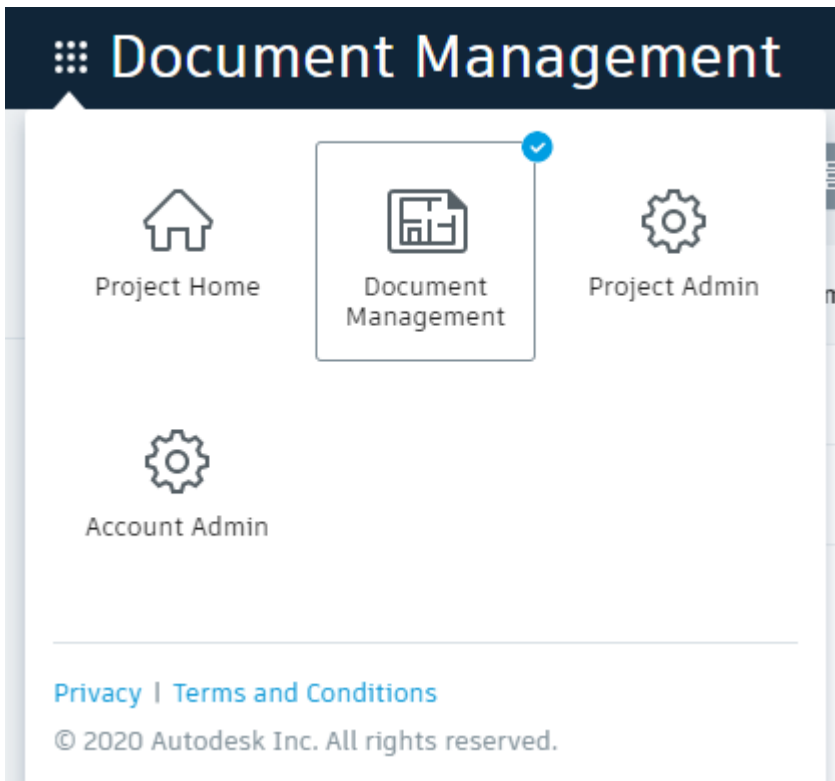 Document Management
Project Home
Document
Management
Project Admin
Account Admin
Privacy | Terms and Conditions
© 2020 Autodesk Inc. All rights reserved.